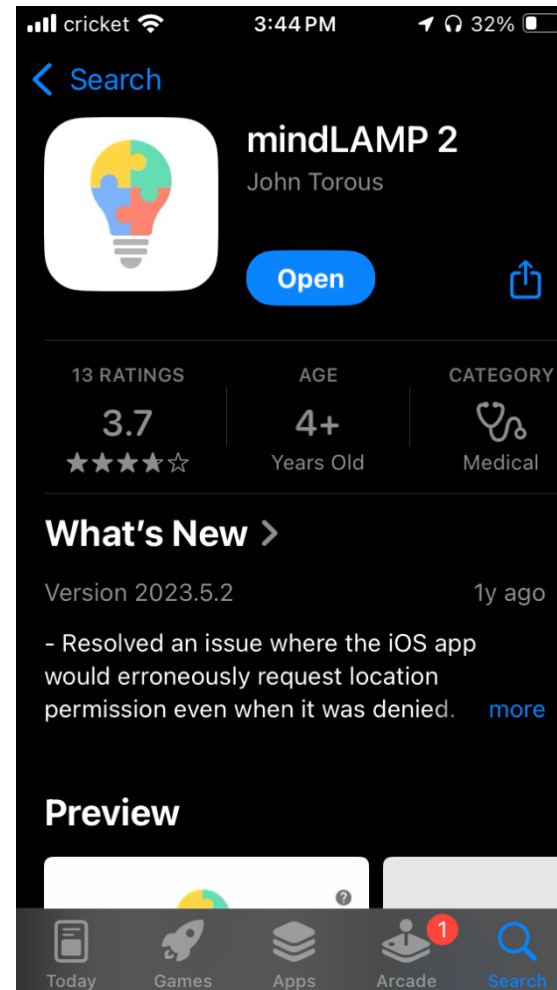 cricket 3:44 PM 32%
Search
mindLAMP 2
John Torous
Open
13 RATINGS AGE CATEGORY
3.7 4+
Years Old Medical
What's New
Version 2023.5.2 1y ago
- Resolved an issue where the iOS app
would erroneously request location
permission even when it was denied. more
Preview
?
1
Today Games Apps Arcade Search